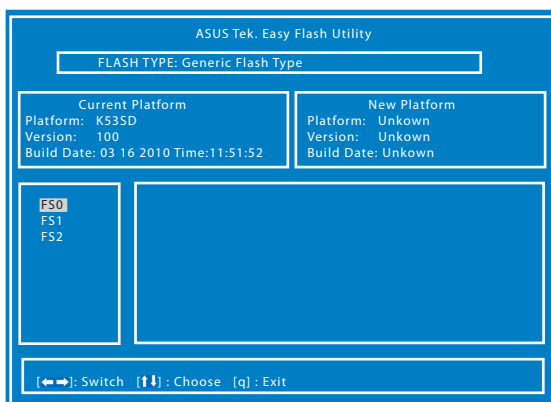 ASUS Tek. Easy Flash Utility
FLASH TYPE: Generic Flash Type
Current Platform
Platform: K53SD
Version: 100
Build Date: 03 16 2010 Time:11:51:52
New Platform
Platform: Unkown
Version: Unkown
Build Date: Unkown
FS0
FS1
FS2
[←→]: Switch [↑↓] : Choose [q] : Exit